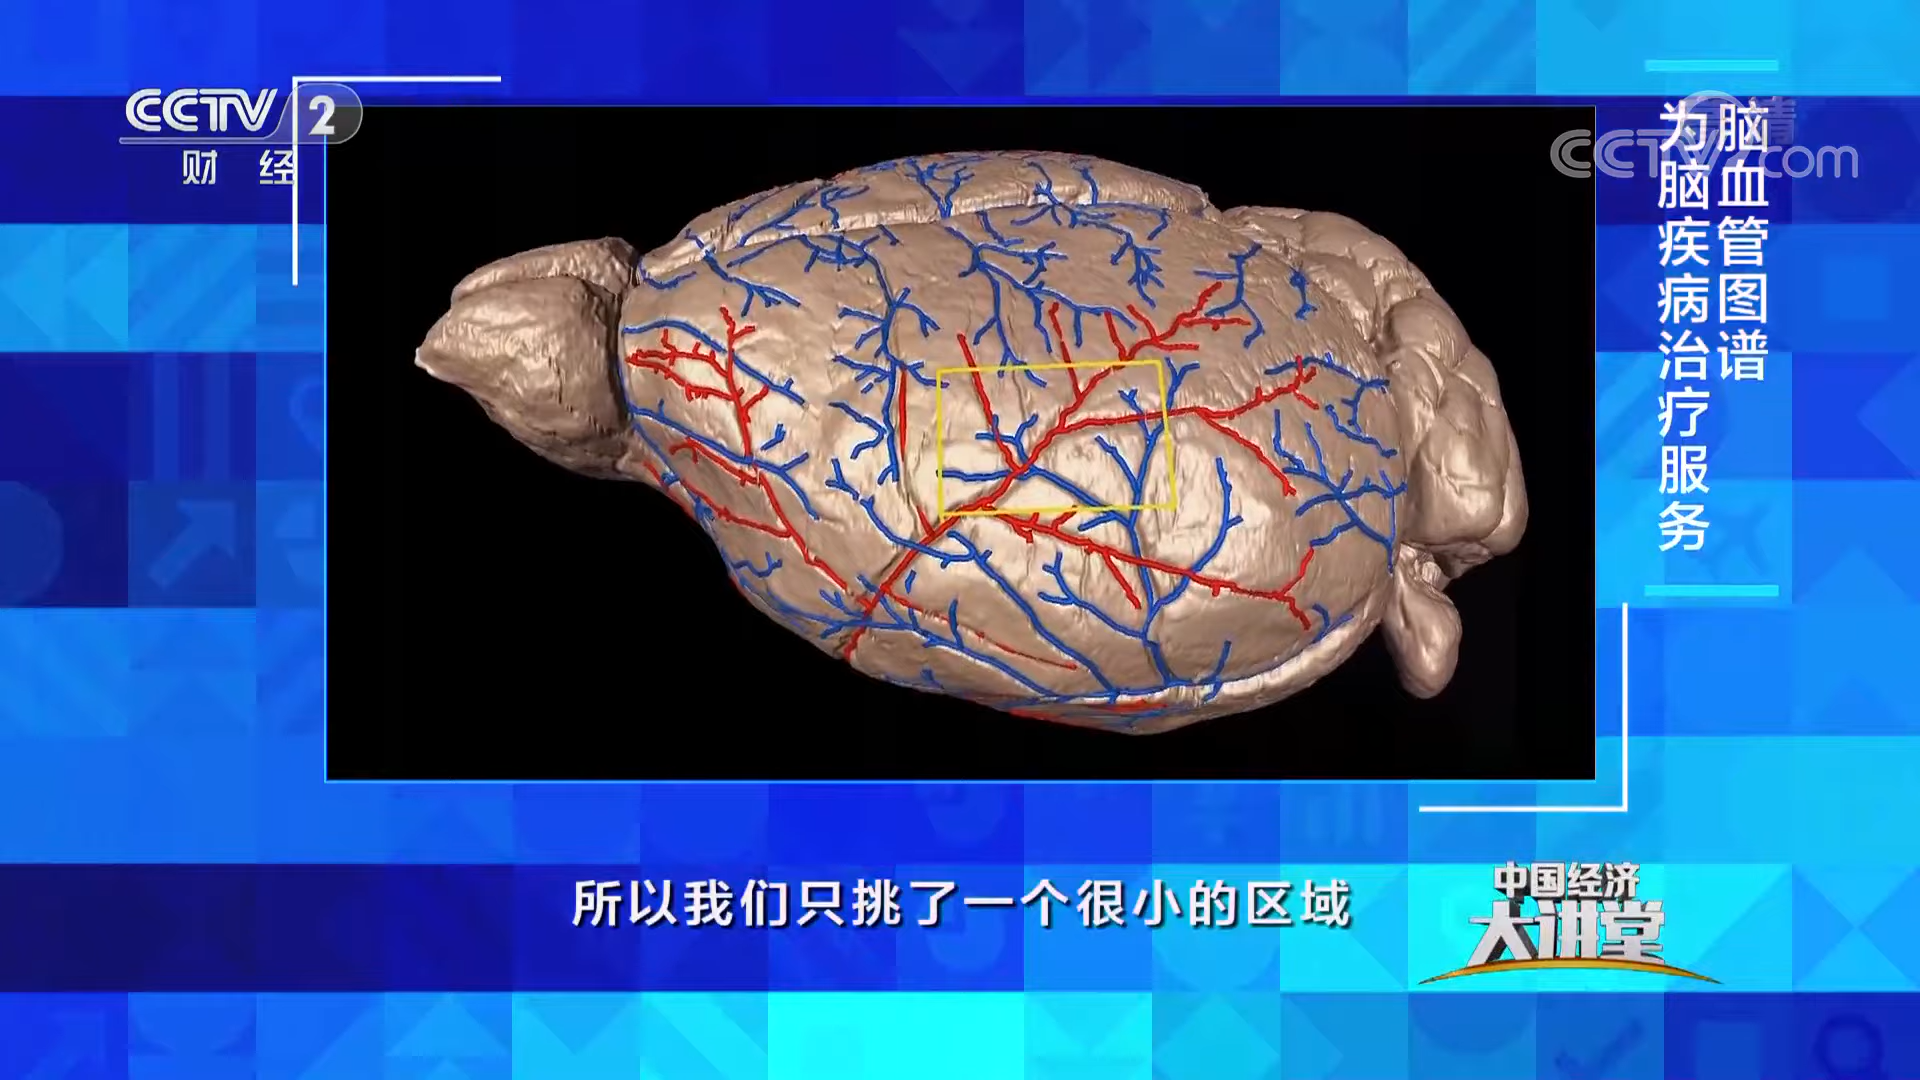 CCTV 2
财 经
高清
CCTV.com
脑血管图谱
为脑疾病治疗服务
所以我们只挑了一个很小的区域
中国经济
大讲堂